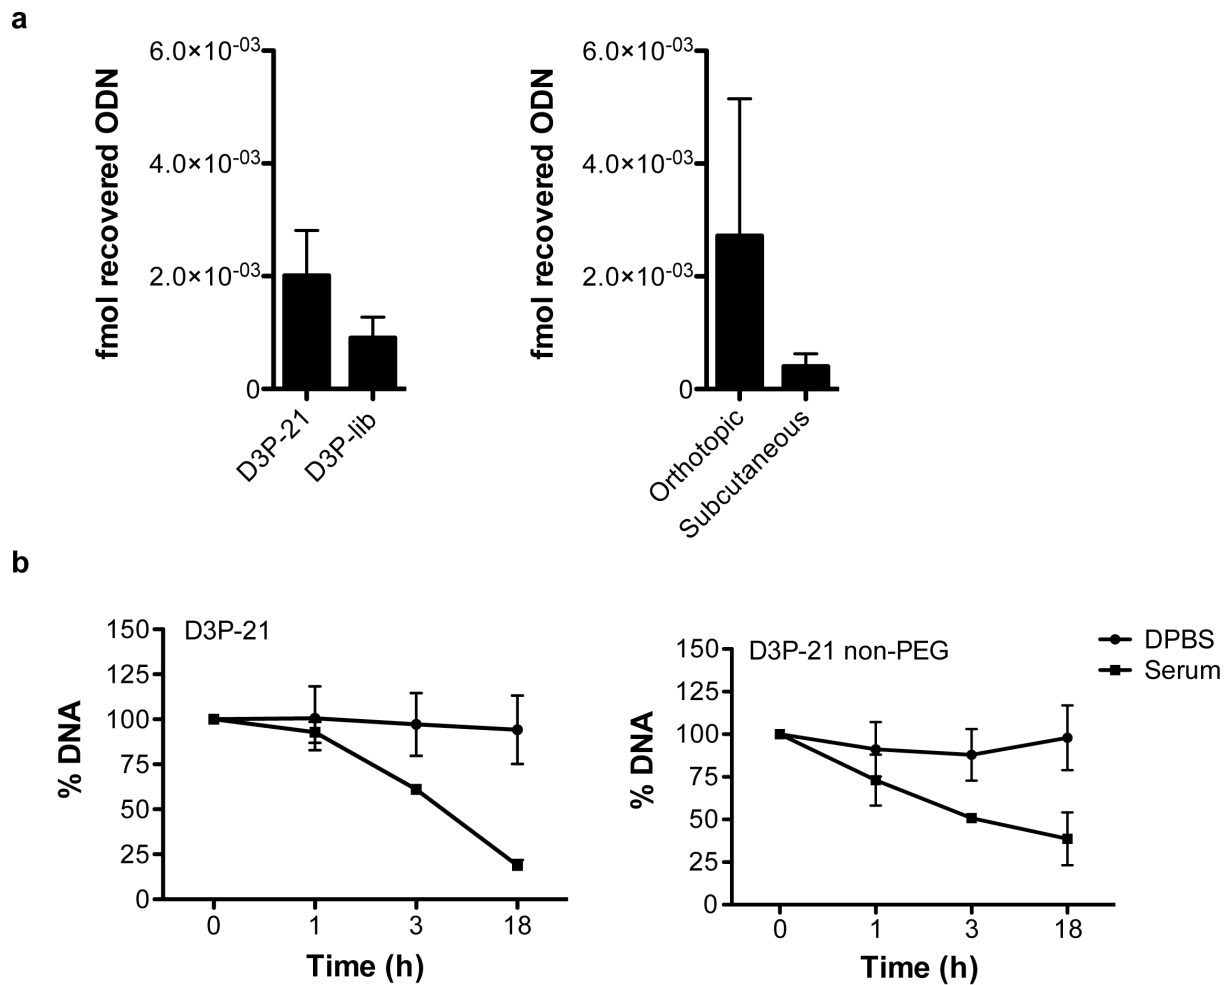 a
fmol recovered ODN
6.0×10⁻⁰³
4.0×10⁻⁰³
2.0×10⁻⁰³
0
D3P-21
D3P-lib
fmol recovered ODN
6.0×10⁻⁰³
4.0×10⁻⁰³
2.0×10⁻⁰³
0
Orthotopic
Subcutaneous
b
D3P-21
% DNA
150
125
100
75
50
25
0
0 1 3 18
Time (h)
D3P-21 non-PEG
% DNA
150
125
100
75
50
25
0
0 1 3 18
Time (h)
DPBS
Serum